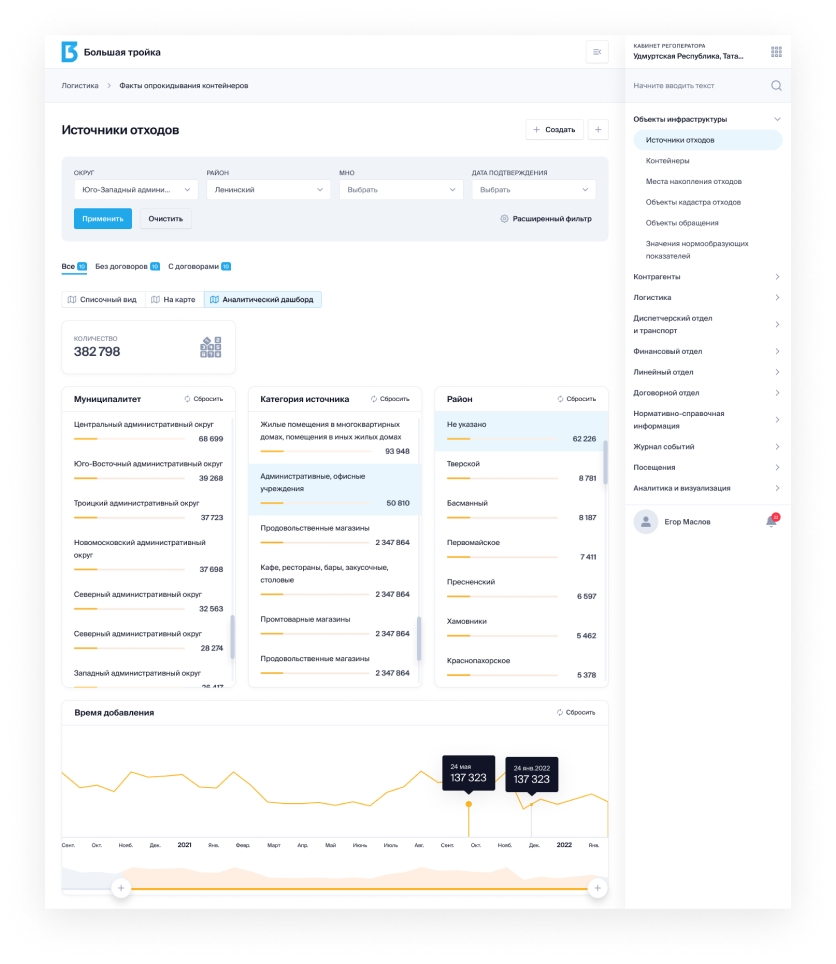 Большая тройка
КАБИНЕТ РЕГОПЕРАТОРА
Удмуртская Республика, Тата...
Логистика > Факты опрокидывания контейнеров
Начните вводить текст
Источники отходов
+ Создать
+
ОКРУГ
РАЙОН
МНО
ДАТА ПОДТВЕРЖДЕНИЯ
Юго-Западный админи...
Ленинский
Выбрать
Выбрать
Применить
Очистить
Расширенный фильтр
Все 10
Без договоров 10
С договорами 10
Списочный вид
На карте
Аналитический дашборд
КОЛИЧЕСТВО
382 798
Муниципалитет
Сбросить
Центральный административный округ
68 699
Юго-Восточный административный округ
39 268
Троицкий административный округ
37 723
Новомосковский административный
округ
37 698
Северный административный округ
32 563
Северный административный округ
28 274
Западный административный округ
Категория источника
Сбросить
Жилые помещения в многоквартирных
домах, помещения в иных жилых домах
93 948
Административные, офисные
учреждения
50 810
Продовольственные магазины
2 347 864
Кафе, рестораны, бары, закусочные,
столовые
2 347 864
Промтоварные магазины
2 347 864
Продовольственные магазины
2 347 864
Район
Сбросить
Не указано
62 226
Тверской
8 781
Басманный
8 187
Первомайское
7 411
Пресненский
6 597
Хамовники
5 462
Краснопахорское
5 378
Время добавления
Сбросить
24 мая
137 323
24 янв.2022
137 323
Сент.
Окт.
Нояб.
Дек.
2021
Янв.
Февр.
Март
Апр.
Май
Июнь
Июль
Авг.
Сент.
Окт.
Нояб.
Дек.
2022
Янв.
Объекты инфраструктуры
Источники отходов
Контейнеры
Места накопления отходов
Объекты кадастра отходов
Объекты обращения
Значения нормообразующих
показателей
Контрагенты
Логистика
Диспетчерский отдел
и транспорт
Финансовый отдел
Линейный отдел
Договорной отдел
Нормативно-справочная
информация
Журнал событий
Посещения
Аналитика и визуализация
Егор Маслов